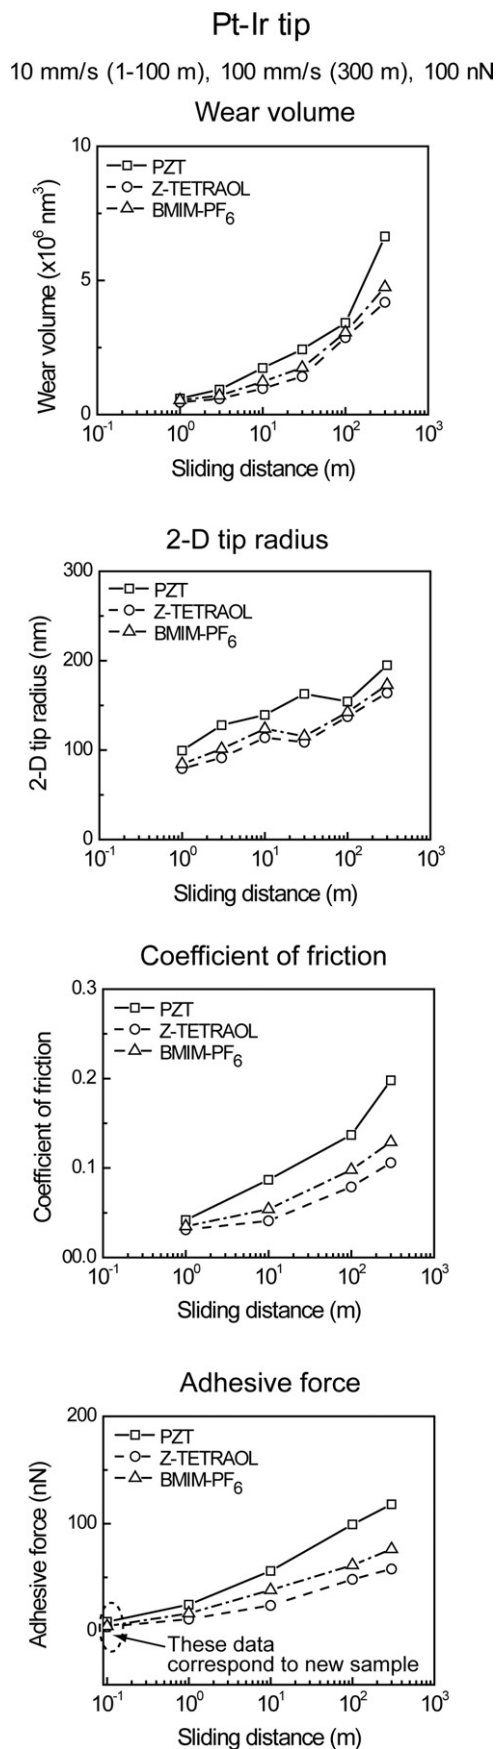 Pt-Ir tip
10 mm/s (1-100 m), 100 mm/s (300 m), 100 nN
Wear volume
10
PZT
Z-TETRAOL
BMIM-PF6
5
0
Wear volume (x10⁶ nm³)
10⁻¹ 10⁰ 10¹ 10² 10³
Sliding distance (m)
2-D tip radius
300
PZT
Z-TETRAOL
BMIM-PF6
200
100
0
2-D tip radius (nm)
10⁻¹ 10⁰ 10¹ 10² 10³
Sliding distance (m)
Coefficient of friction
0.3
PZT
Z-TETRAOL
BMIM-PF6
0.2
0.1
00.0
Coefficient of friction
10⁻¹ 10⁰ 10¹ 10² 10³
Sliding distance (m)
Adhesive force
200
PZT
Z-TETRAOL
BMIM-PF6
100
0
Adhesive force (nN)
These data
correspond to new sample
10⁻¹ 10⁰ 10¹ 10² 10³
Sliding distance (m)